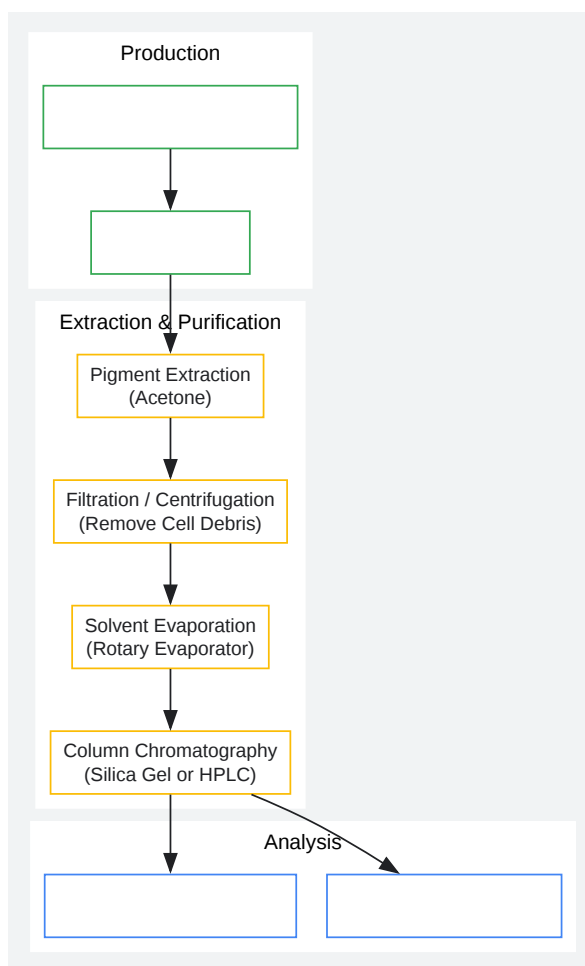 Production
Extraction & Purification
Pigment Extraction
(Acetone)
Filtration / Centrifugation
(Remove Cell Debris)
Solvent Evaporation
(Rotary Evaporator)
Column Chromatography
(Silica Gel or HPLC)
Analysis